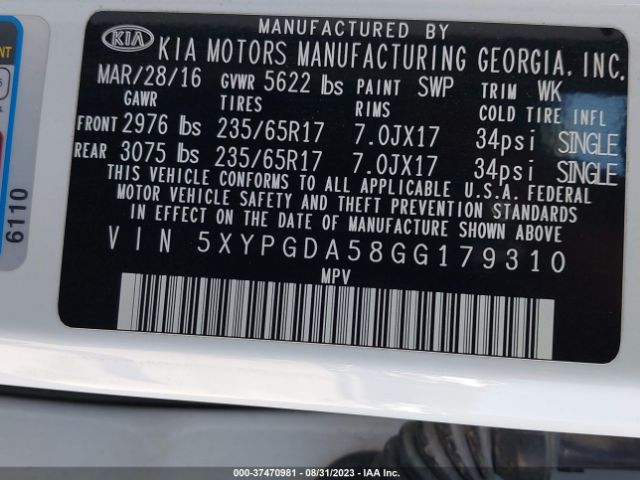 MANUFACTURED BY
KIA KIA MOTORS MANUFACTURING GEORGIA, INC.
MAR/28/16 GVWR 5622 lbs PAINT SWP TRIM WK
GAWR TIRES RIMS COLD TIRE INFL
FRONT 2976 lbs 235/65R17 7.0JX17 34psi SINGLE
REAR 3075 lbs 235/65R17 7.0JX17 34psi SINGLE
THIS VEHICLE CONFORMS TO ALL APPLICABLE U.S.A. FEDERAL
MOTOR VEHICLE SAFETY AND THEFT PREVENTION STANDARDS
IN EFFECT ON THE DATE OF MANUFACTURE SHOWN ABOVE.
VIN 5XYPGDA58GG179310
MPV
6110
000-37470981 - 08/31/2023 - IAA Inc.